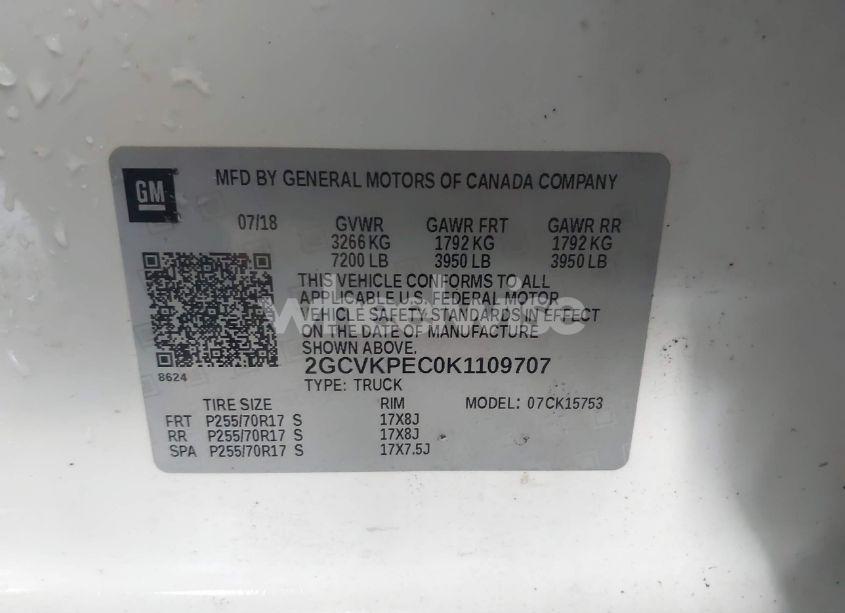 GM
MFD BY GENERAL MOTORS OF CANADA COMPANY
07/18 GVWR GAWR FRT GAWR RR
3266 KG 1792 KG 1792 KG
7200 LB 3950 LB 3950 LB
THIS VEHICLE CONFORMS TO ALL
APPLICABLE U.S. FEDERAL MOTOR
VEHICLE SAFETY STANDARDS IN EFFECT
ON THE DATE OF MANUFACTURE
SHOWN ABOVE.
8624
2GCVKPEC0K1109707
TYPE: TRUCK
TIRE SIZE RIM MODEL: 07CK15753
FRT P255/70R17 S 17X8J
RR P255/70R17 S 17X8J
SPA P255/70R17 S 17X7.5J